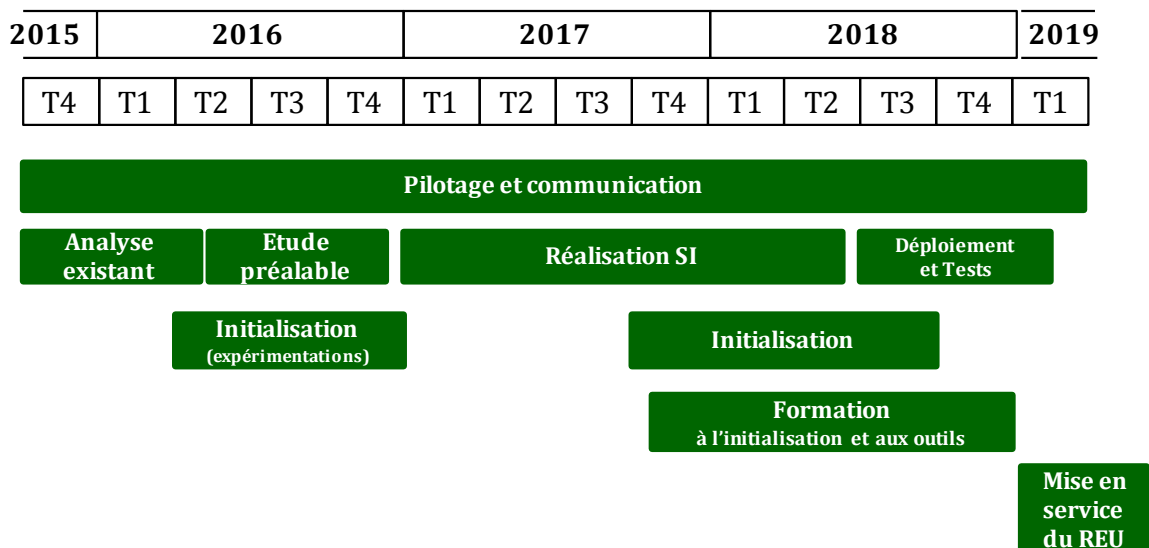 2015 2016 2017 2018 2019
T4 T1 T2 T3 T4 T1 T2 T3 T4 T1 T2 T3 T4 T1
Pilotage et communication
Analyse
existant
Etude
préalable
Réalisation SI
Déploiement
et Tests
Initialisation
(expérimentations)
Initialisation
Formation
à l’initialisation et aux outils
Mise en
service
du REU